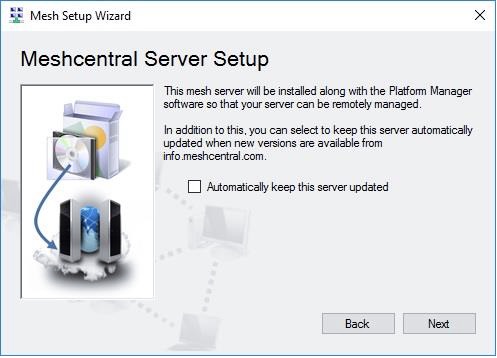 Mesh Setup Wizard
Meshcentral Server Setup
This mesh server will be installed along with the Platform Manager
software so that your server can be remotely managed.
In addition to this, you can select to keep this server automatically
updated when new versions are available from
info.meshcentral.com.
Automatically keep this server updated
Back
Next